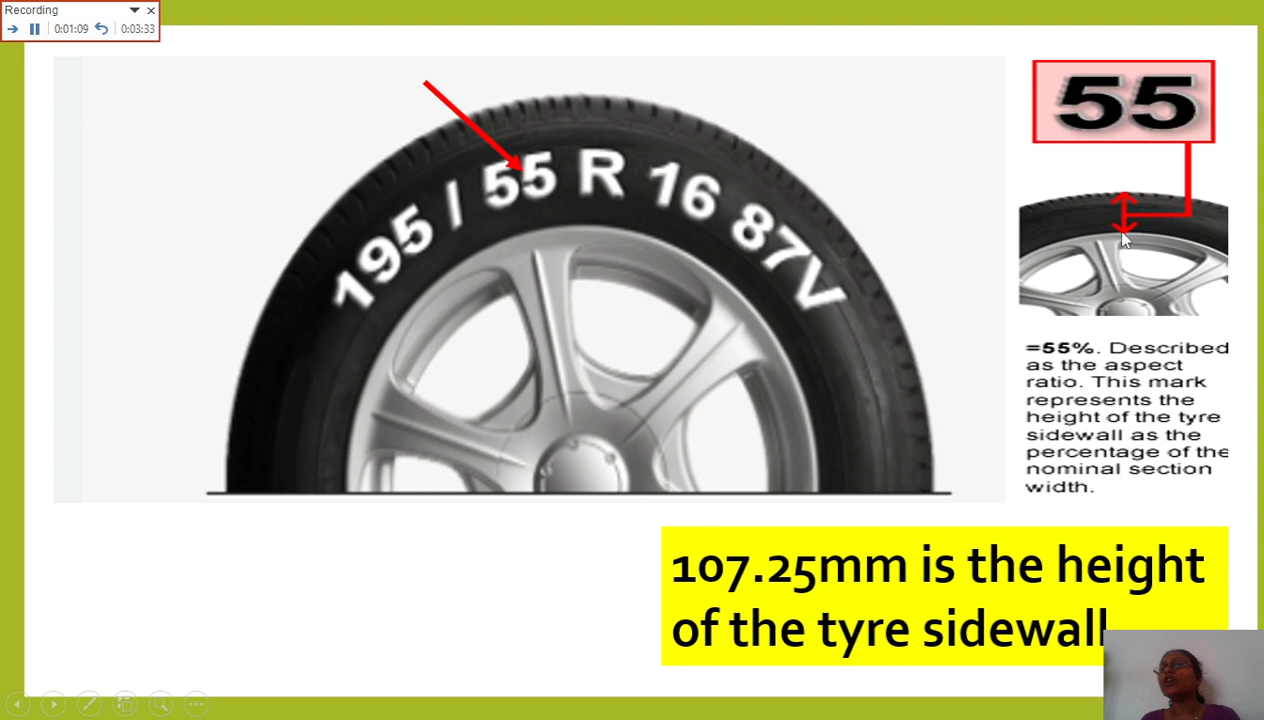 Recording
0:01:09 0:03:33
195 / 55 R 16 87V
55
=55%. Described
as the aspect
ratio. This mark
represents the
height of the tyre
sidewall as the
percentage of the
nominal section
width.
107.25mm is the height
of the tyre sidewall